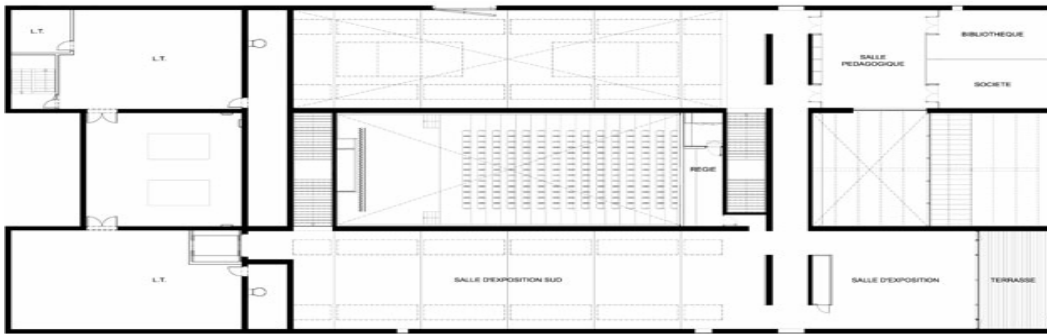 L.T.
L.T.
BIBLIOTHEQUE
SALLE
PEDAGOGIQUE
SOCIETE
REGIE
L.T.
SALLE D'EXPOSITION SUD
SALLE D'EXPOSITION
TERRASSE